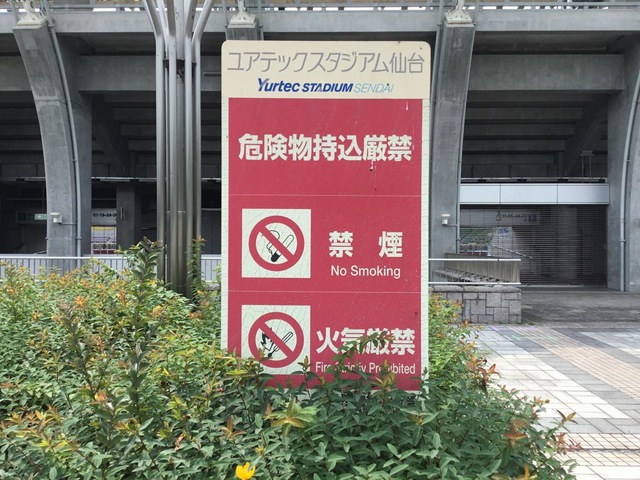 ユアテックスタジアム仙台
Yurtec STADIUM SENDAI
危険物持込厳禁
禁 煙
No Smoking
火気厳禁
Prohibited